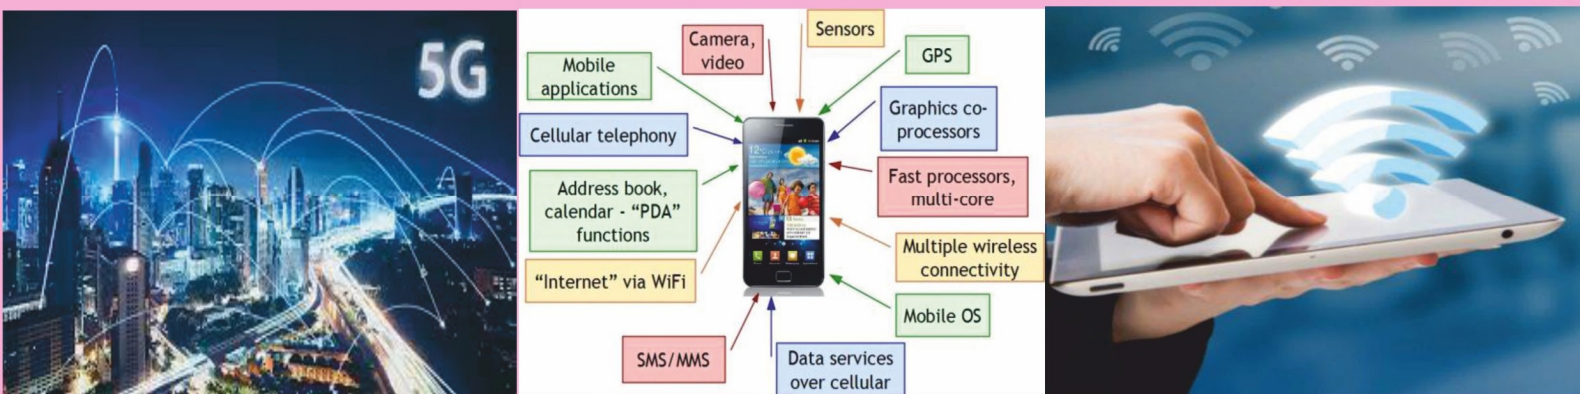 5G
Camera,
video
Sensors
Mobile
applications
GPS
Cellular telephony
Graphics co-
processors
Address book,
calendar - “PDA”
functions
Fast processors,
multi-core
“Internet” via WiFi
Multiple wireless
connectivity
Mobile OS
SMS/MMS
Data services
over cellular